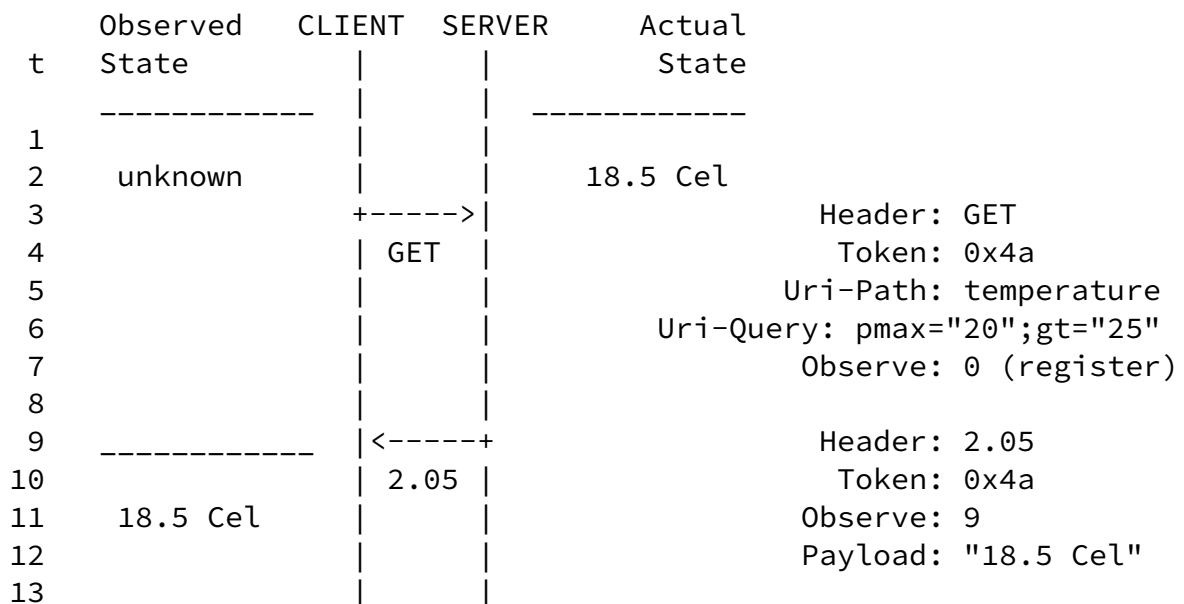 Observed   CLIENT  SERVER     Actual
 t   State         |      |         State
     ____________  |      |  ____________
 1                 |      |
 2    unknown      |      |     18.5 Cel
 3                 +----->|                  Header: GET
 4                 | GET  |                   Token: 0x4a
 5                 |      |                Uri-Path: temperature
 6                 |      |         Uri-Query: pmax="20";gt="25"
 7                 |      |                 Observe: 0 (register)
 8                 |      |
 9   ____________  |<-----+                  Header: 2.05
10                 | 2.05 |                   Token: 0x4a
11    18.5 Cel     |      |                 Observe: 9
12                 |      |                 Payload: "18.5 Cel"
13                 |      |